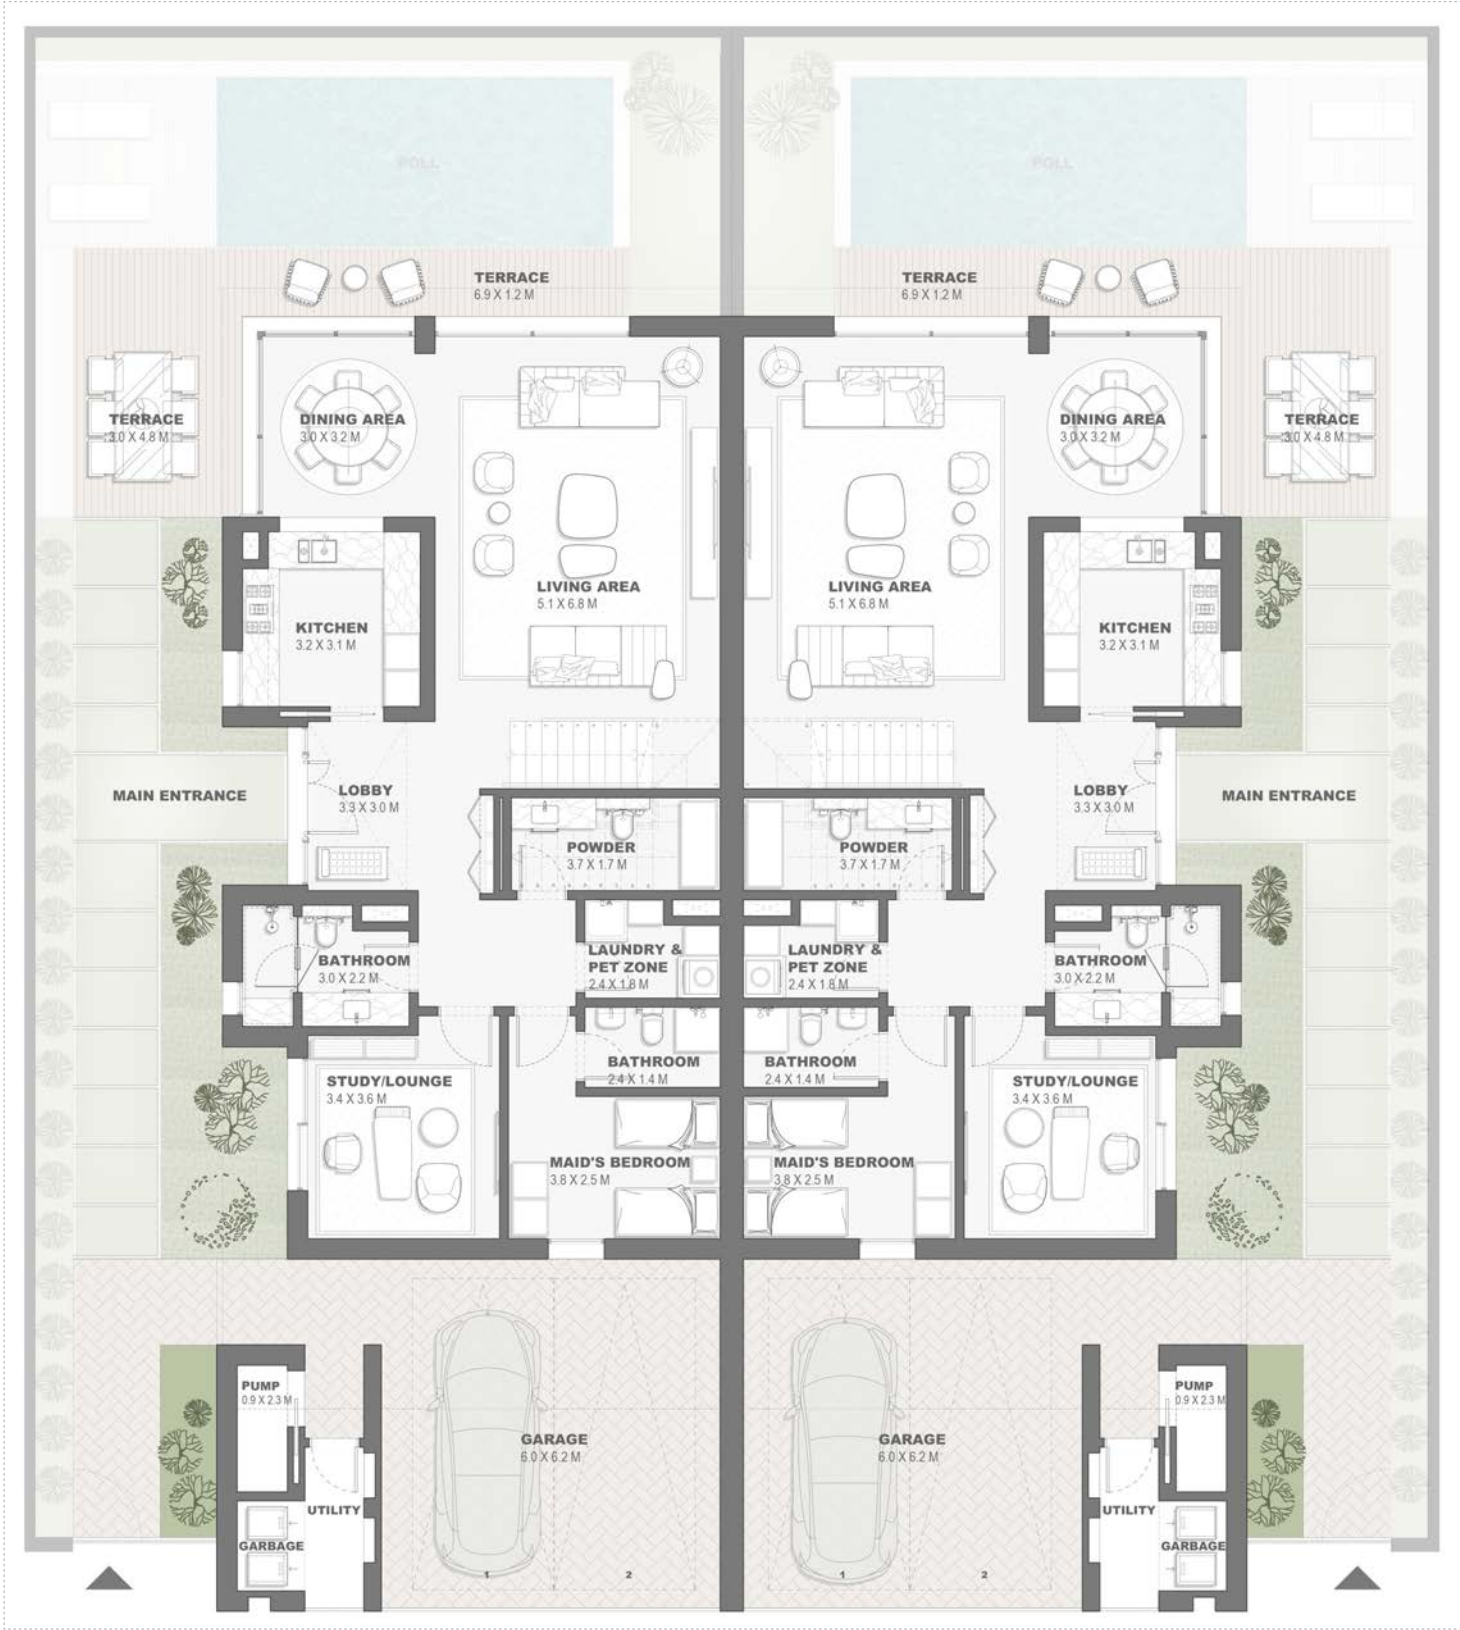 POLL
POLL
TERRACE
6.9 X 1.2 M
TERRACE
6.9 X 1.2 M
TERRACE
3.0 X 4.8 M
DINING AREA
3.0 X 3.2 M
DINING AREA
3.0 X 3.2 M
TERRACE
3.0 X 4.8 M
LIVING AREA
5.1 X 6.8 M
LIVING AREA
5.1 X 6.8 M
KITCHEN
3.2 X 3.1 M
KITCHEN
3.2 X 3.1 M
MAIN ENTRANCE
LOBBY
3.3 X 3.0 M
LOBBY
3.3 X 3.0 M
MAIN ENTRANCE
POWDER
3.7 X 1.7 M
POWDER
3.7 X 1.7 M
BATHROOM
3.0 X 2.2 M
LAUNDRY &
PET ZONE
2.4 X 1.8 M
LAUNDRY &
PET ZONE
2.4 X 1.8 M
BATHROOM
3.0 X 2.2 M
BATHROOM
2.4 X 1.4 M
BATHROOM
2.4 X 1.4 M
STUDY/LOUNGE
3.4 X 3.6 M
STUDY/LOUNGE
3.4 X 3.6 M
MAID'S BEDROOM
3.8 X 2.5 M
MAID'S BEDROOM
3.8 X 2.5 M
PUMP
0.9 X 2.3 M
PUMP
0.9 X 2.3 M
GARAGE
6.0 X 6.2 M
GARAGE
6.0 X 6.2 M
UTILITY
UTILITY
GARBAGE
GARBAGE
1
2
1
2